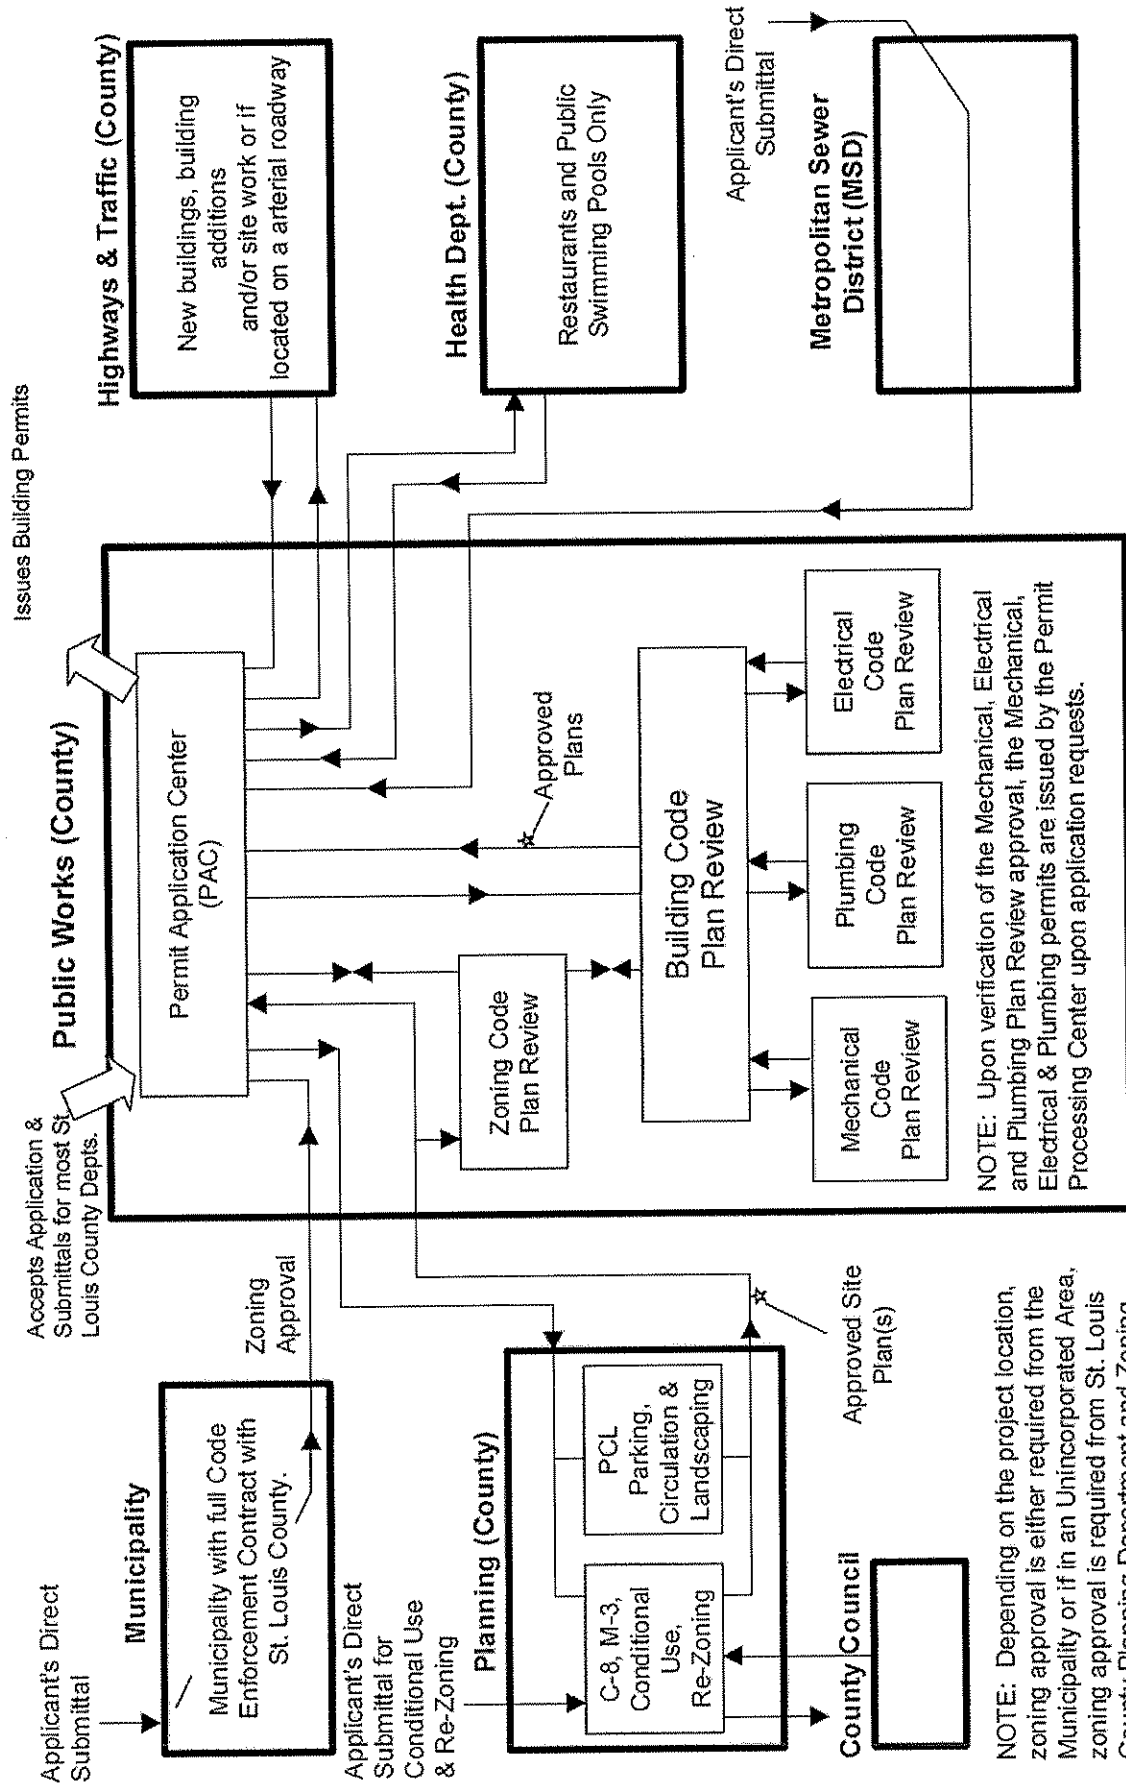 Issues Building Permits
Public Works (County)
Accepts Application &
Submittals for most St.
Louis County Depts.
Permit Application Center
(PAC)
Highways & Traffic (County)
New buildings, building
additions
and/or site work or if
located on a arterial roadway
Applicant's Direct
Submittal
Municipality
Municipality with full Code
Enforcement Contract with
St. Louis County.
Zoning
Approval
Applicant's Direct
Submittal for
Conditional Use
& Re-Zoning
Planning (County)
C-8, M-3,
Conditional
Use,
Re-Zoning
PCL
Parking,
Circulation &
Landscaping
Approved Site
Plan(s)
Zoning Code
Plan Review
Approved
Plans
Building Code
Plan Review
Mechanical
Code
Plan Review
Plumbing
Code
Plan Review
Electrical
Code
Plan Review
Health Dept. (County)
Restaurants and Public
Swimming Pools Only
Applicant's Direct
Submittal
Metropolitan Sewer
District (MSD)
County Council
NOTE: Upon verification of the Mechanical, Electrical
and Plumbing Plan Review approval, the Mechanical,
Electrical & Plumbing permits are issued by the Permit
Processing Center upon application requests.
NOTE: Depending on the project location,
zoning approval is either required from the
Municipality or if in an Unincorporated Area,
zoning approval is required from St. Louis
County Planning Department and Zoning